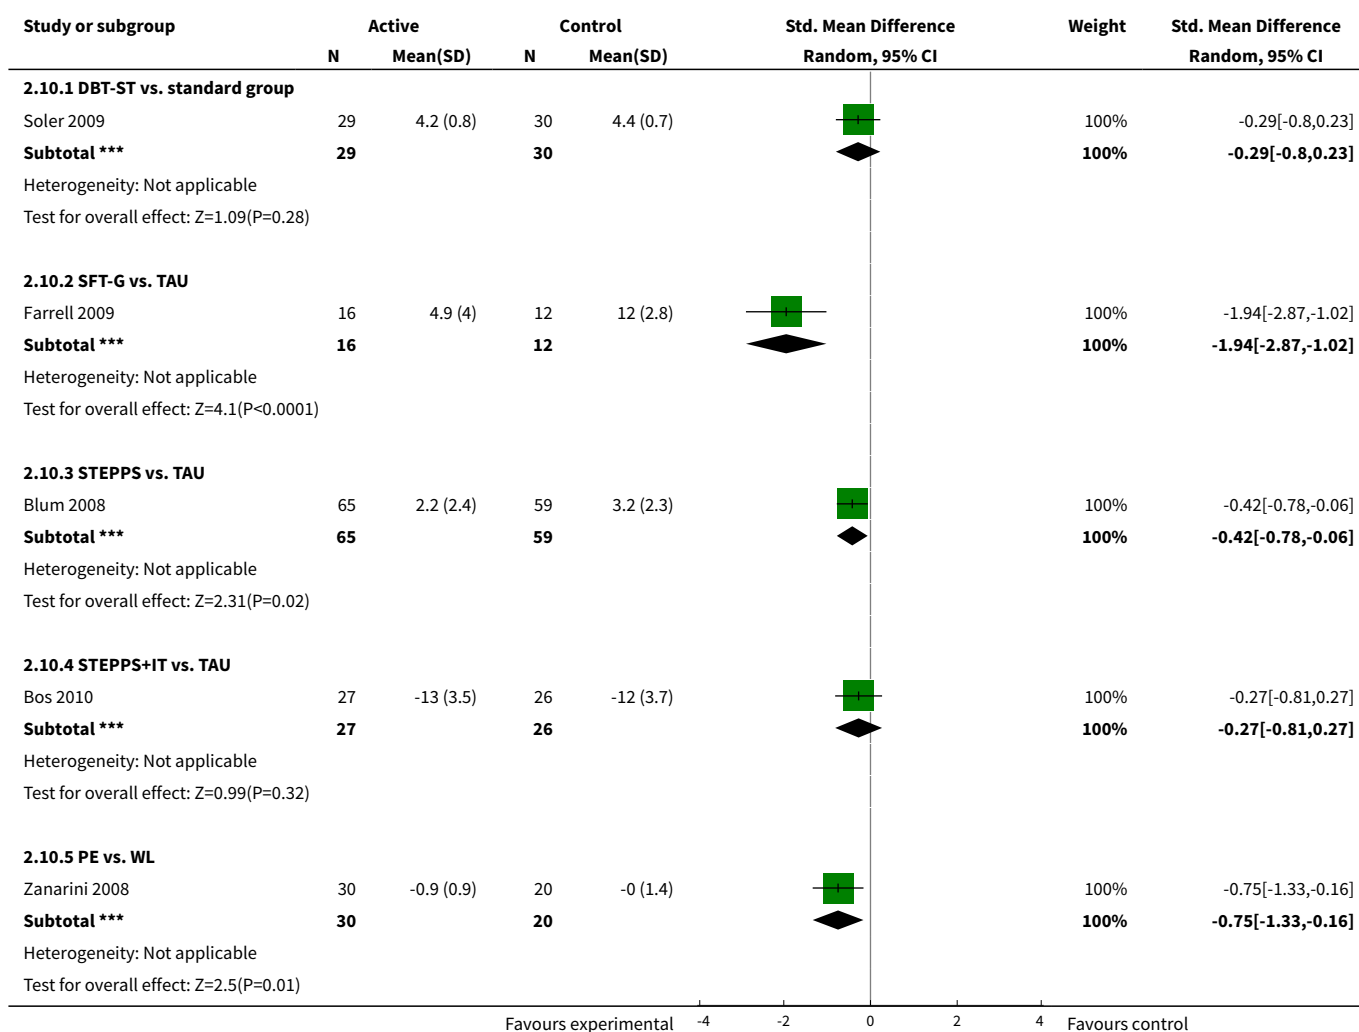 Study or subgroup Active Control Std. Mean Difference Weight Std. Mean Difference
N Mean(SD) N Mean(SD) Random, 95% CI Random, 95% CI
2.10.1 DBT-ST vs. standard group
Soler 2009 29 4.2 (0.8) 30 4.4 (0.7) 100% -0.29[-0.8,0.23]
Subtotal *** 29 30 100% -0.29[-0.8,0.23]
Heterogeneity: Not applicable
Test for overall effect: Z=1.09(P=0.28)
2.10.2 SFT-G vs. TAU
Farrell 2009 16 4.9 (4) 12 12 (2.8) 100% -1.94[-2.87,-1.02]
Subtotal *** 16 12 100% -1.94[-2.87,-1.02]
Heterogeneity: Not applicable
Test for overall effect: Z=4.1(P<0.0001)
2.10.3 STEPPS vs. TAU
Blum 2008 65 2.2 (2.4) 59 3.2 (2.3) 100% -0.42[-0.78,-0.06]
Subtotal *** 65 59 100% -0.42[-0.78,-0.06]
Heterogeneity: Not applicable
Test for overall effect: Z=2.31(P=0.02)
2.10.4 STEPPS+IT vs. TAU
Bos 2010 27 -13 (3.5) 26 -12 (3.7) 100% -0.27[-0.81,0.27]
Subtotal *** 27 26 100% -0.27[-0.81,0.27]
Heterogeneity: Not applicable
Test for overall effect: Z=0.99(P=0.32)
2.10.5 PE vs. WL
Zanarini 2008 30 -0.9 (0.9) 20 -0 (1.4) 100% -0.75[-1.33,-0.16]
Subtotal *** 30 20 100% -0.75[-1.33,-0.16]
Heterogeneity: Not applicable
Test for overall effect: Z=2.5(P=0.01)
Favours experimental -4 -2 0 2 4 Favours control